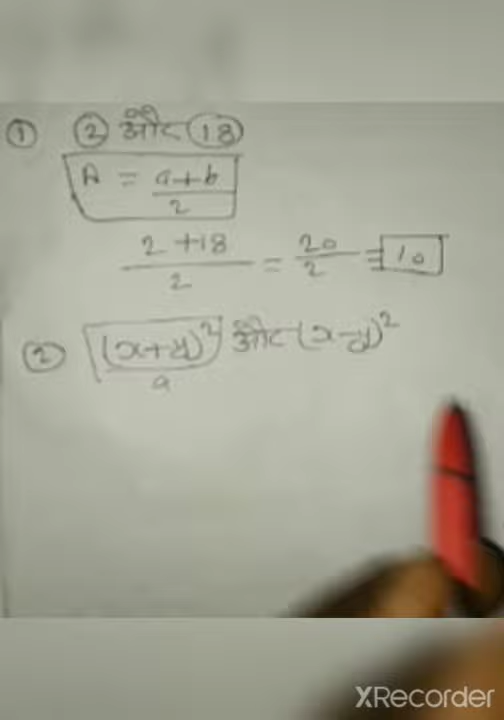 ① ② और 18
A = a+b/2
2+18/2 = 20/2 = 10
② (x+y)² और (x-y)²
a
XRecorder